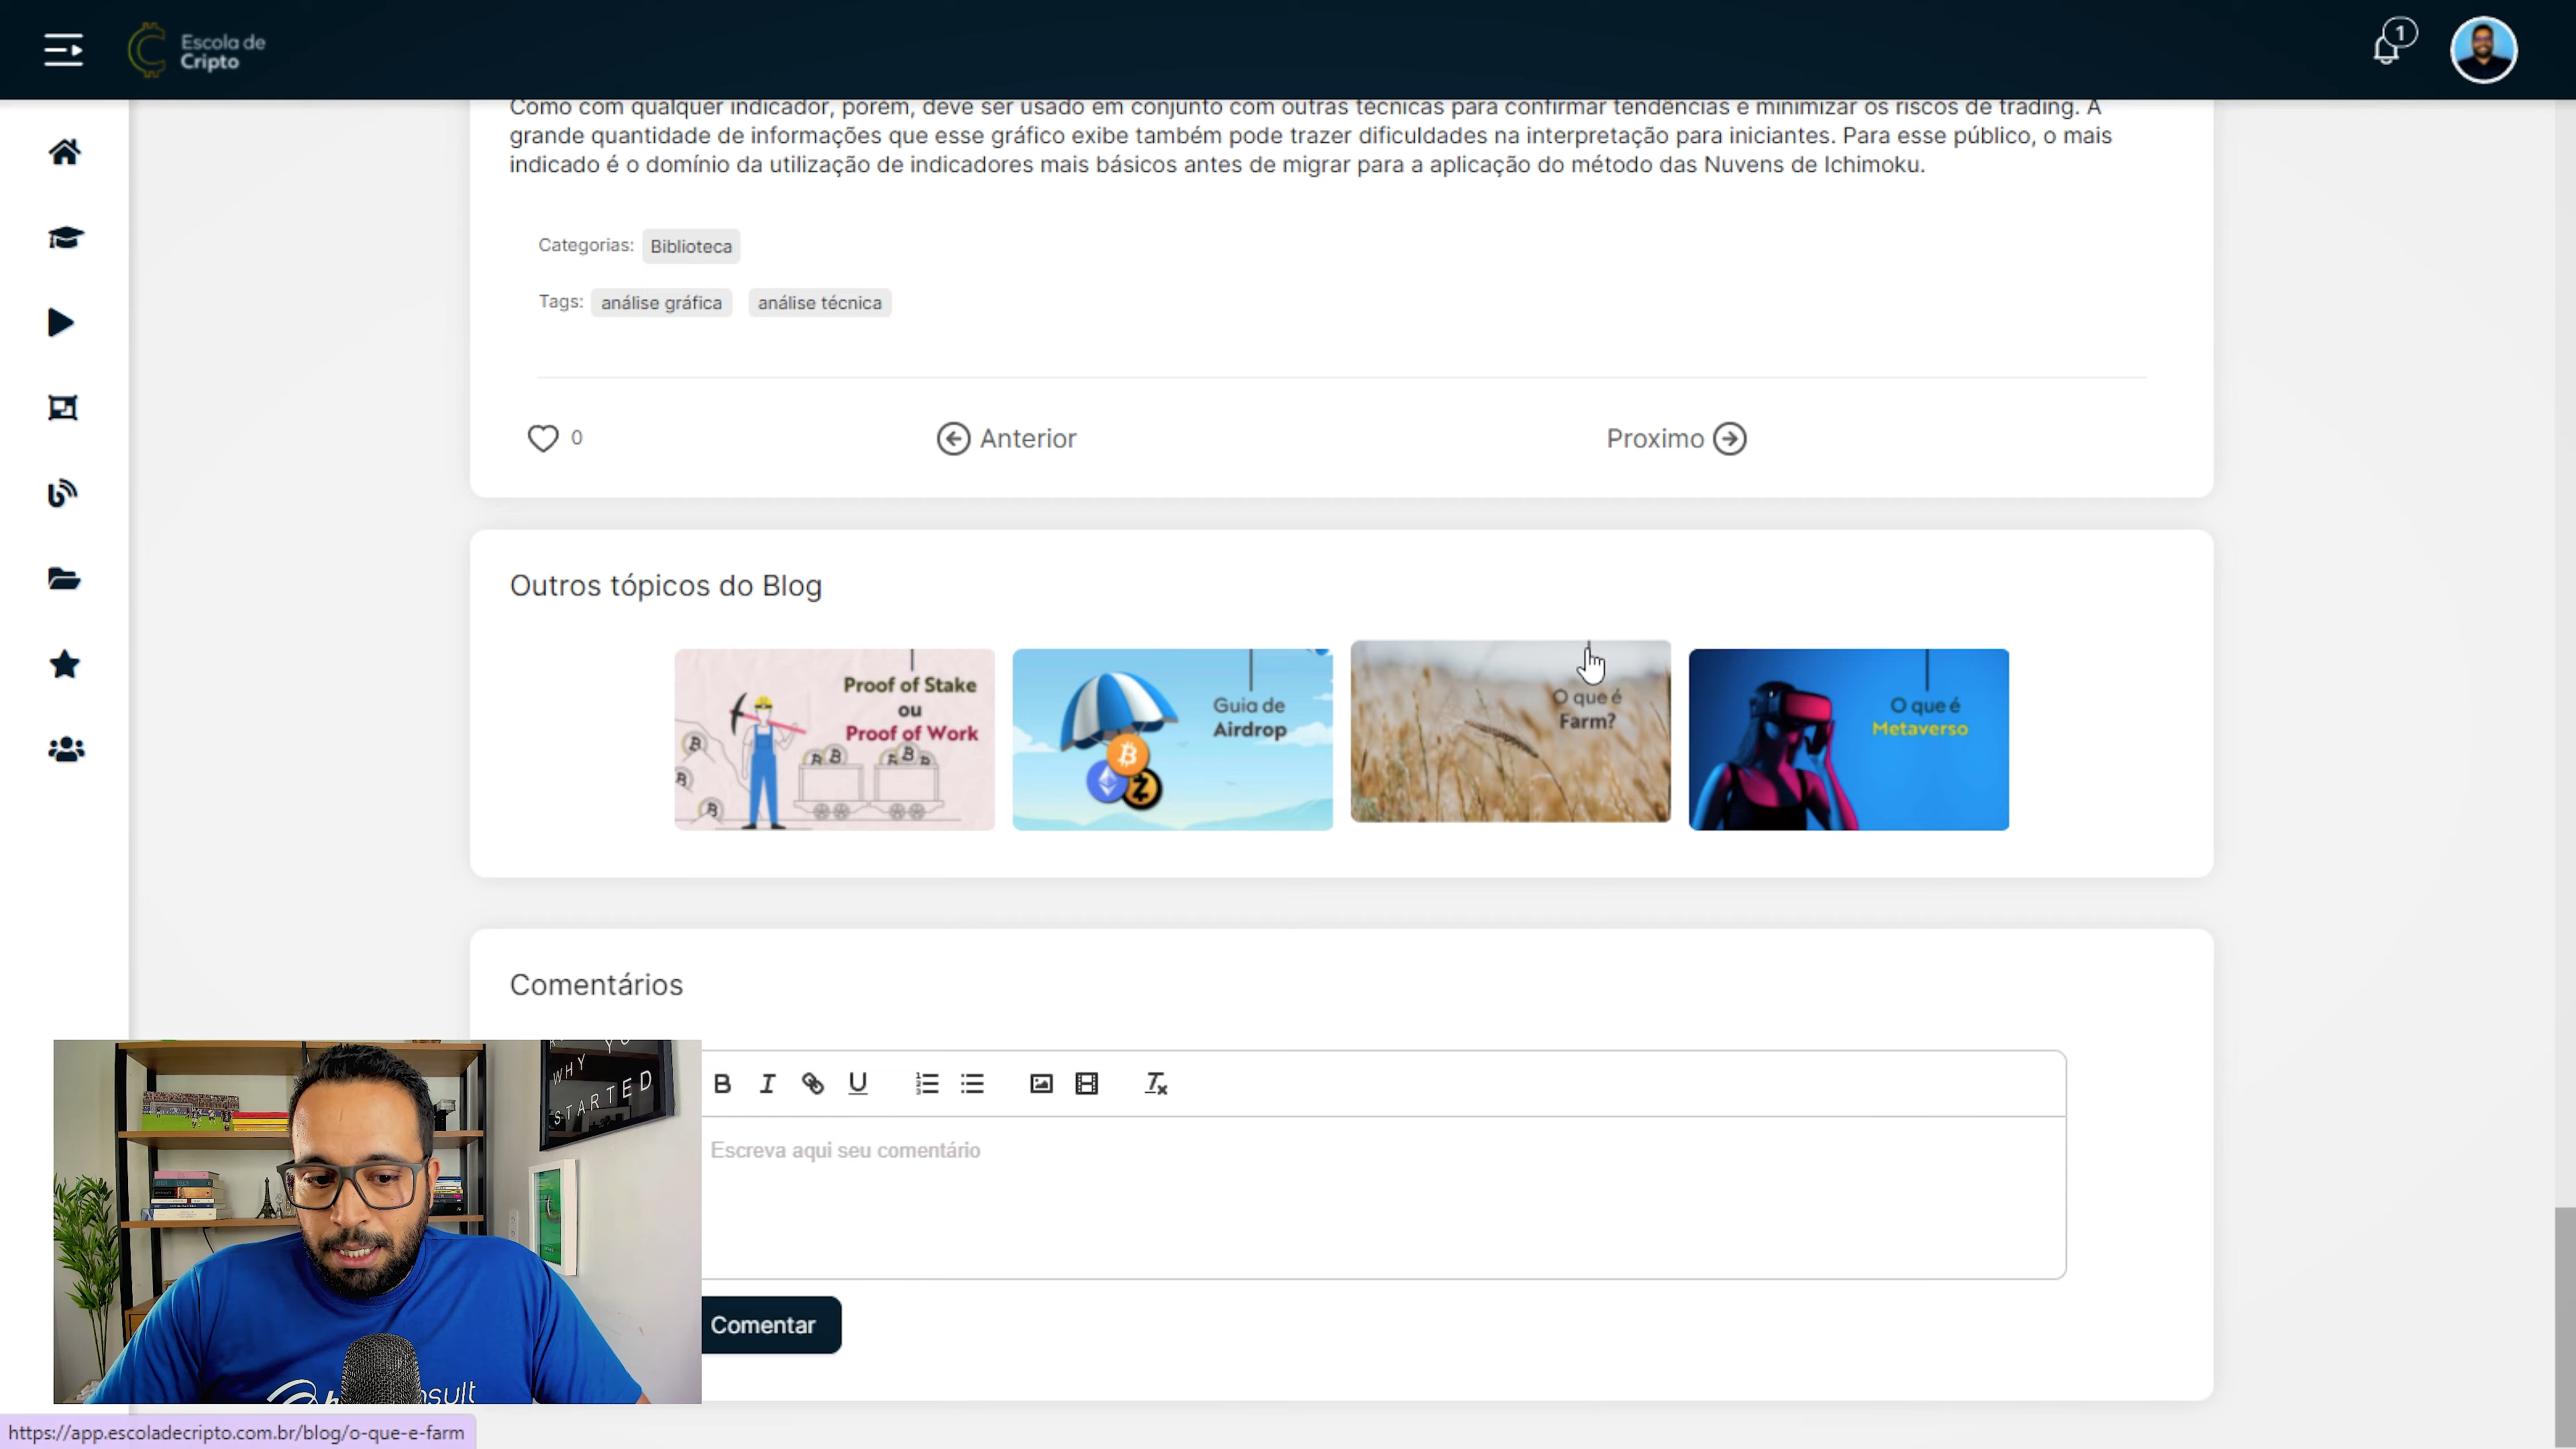 Escola de
Cripto
1
Como com qualquer indicador, porém, deve ser usado em conjunto com outras técnicas para confirmar tendências e minimizar os riscos de trading. A
grande quantidade de informações que esse gráfico exibe também pode trazer dificuldades na interpretação para iniciantes. Para esse público, o mais
indicado é o domínio da utilização de indicadores mais básicos antes de migrar para a aplicação do método das Nuvens de Ichimoku.
Categorias: Biblioteca
Tags: análise gráfica análise técnica
0 Anterior Proximo
Outros tópicos do Blog
Proof of Stake
ou
Proof of Work
Guia de
Airdrop
O que é
Farm?
O que é
Metaverso
Comentários
WHY
STARTED
B I U
Escreva aqui seu comentário
Comentar
https://app.escoladecripto.com.br/blog/o-que-e-farm